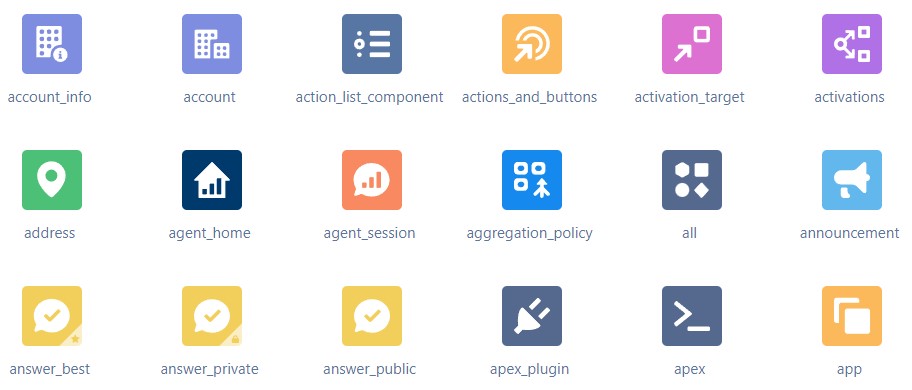 account_info account action_list_component actions_and_buttons activation_target activations
address agent_home agent_session aggregation_policy all announcement
answer_best answer_private answer_public apex_plugin apex app